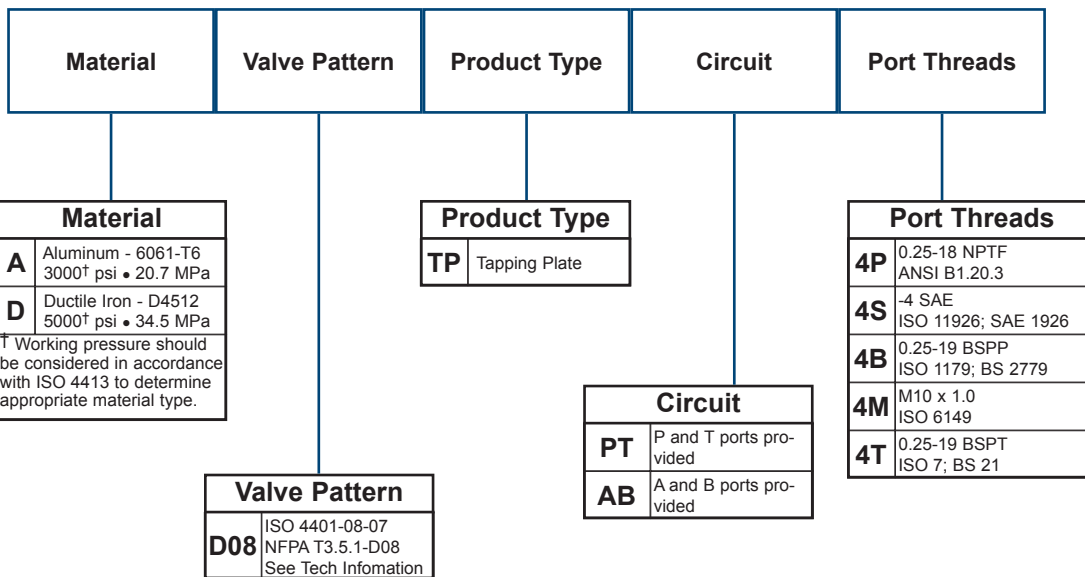 Material
Valve Pattern
Product Type
Circuit
Port Threads
Material
A
Aluminum - 6061-T6
3000† psi • 20.7 MPa
D
Ductile Iron - D4512
5000† psi • 34.5 MPa
† Working pressure should
be considered in accordance
with ISO 4413 to determine
appropriate material type.
Valve Pattern
D08
ISO 4401-08-07
NFPA T3.5.1-D08
See Tech Infomation
Product Type
TP
Tapping Plate
Circuit
PT
P and T ports pro-
vided
AB
A and B ports pro-
vided
Port Threads
4P
0.25-18 NPTF
ANSI B1.20.3
4S
-4 SAE
ISO 11926; SAE 1926
4B
0.25-19 BSPP
ISO 1179; BS 2779
4M
M10 x 1.0
ISO 6149
4T
0.25-19 BSPT
ISO 7; BS 21